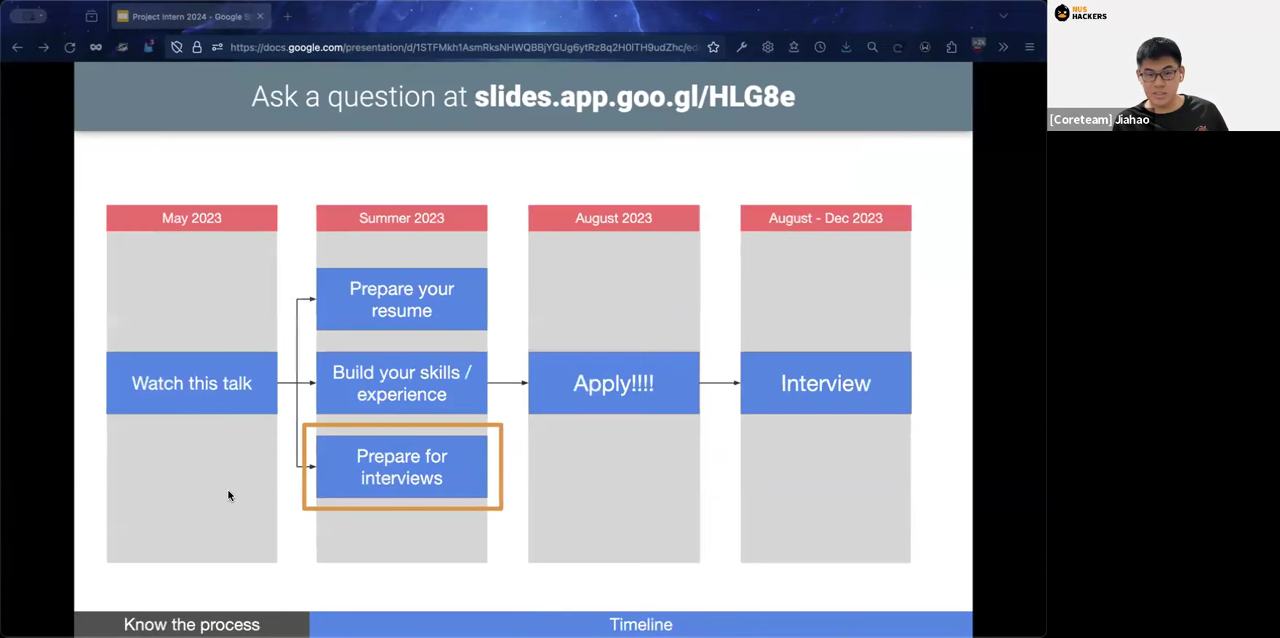 Project Intern 2024 - Google S
https://docs.google.com/presentation/d/1STFMkh1AsmRksNHWQBBjYGUg6ytRz8q2H0lTH9udZhc/ed
NUS
HACKERS
[Coreteam] Jiahao
Ask a question at slides.app.goo.gl/HLG8e
May 2023
Summer 2023
August 2023
August - Dec 2023
Prepare your
resume
Watch this talk
Build your skills /
experience
Apply!!!!
Interview
Prepare for
interviews
Know the process
Timeline